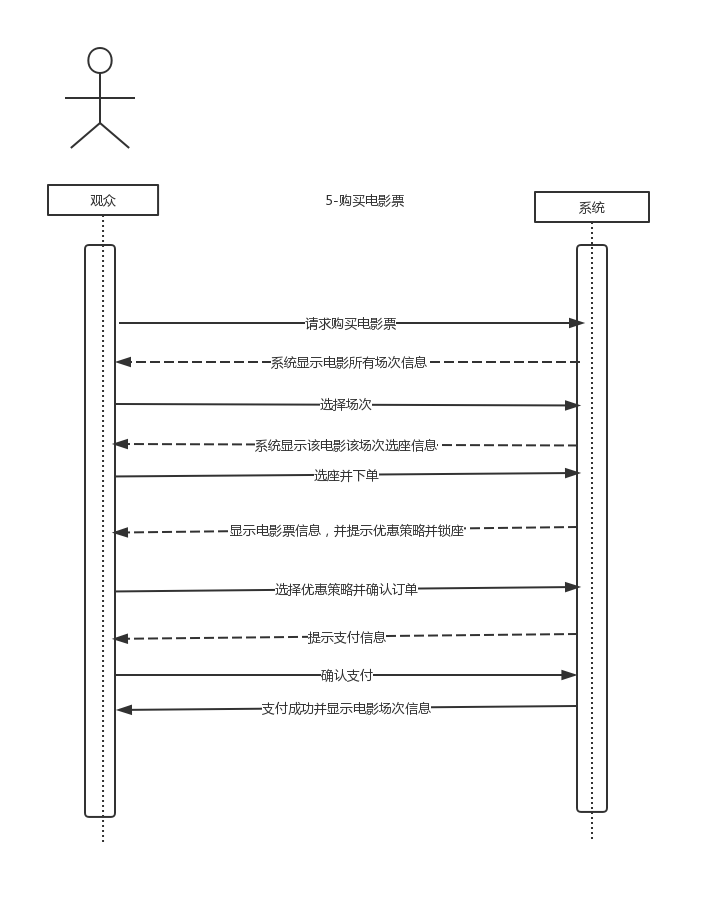 观众
5-购买电影票
系统
请求购买电影票
系统显示电影所有场次信息
选择场次
系统显示该电影该场次选座信息
选座并下单
显示电影票信息，并提示优惠策略并锁座
选择优惠策略并确认订单
提示支付信息
确认支付
支付成功并显示电影场次信息